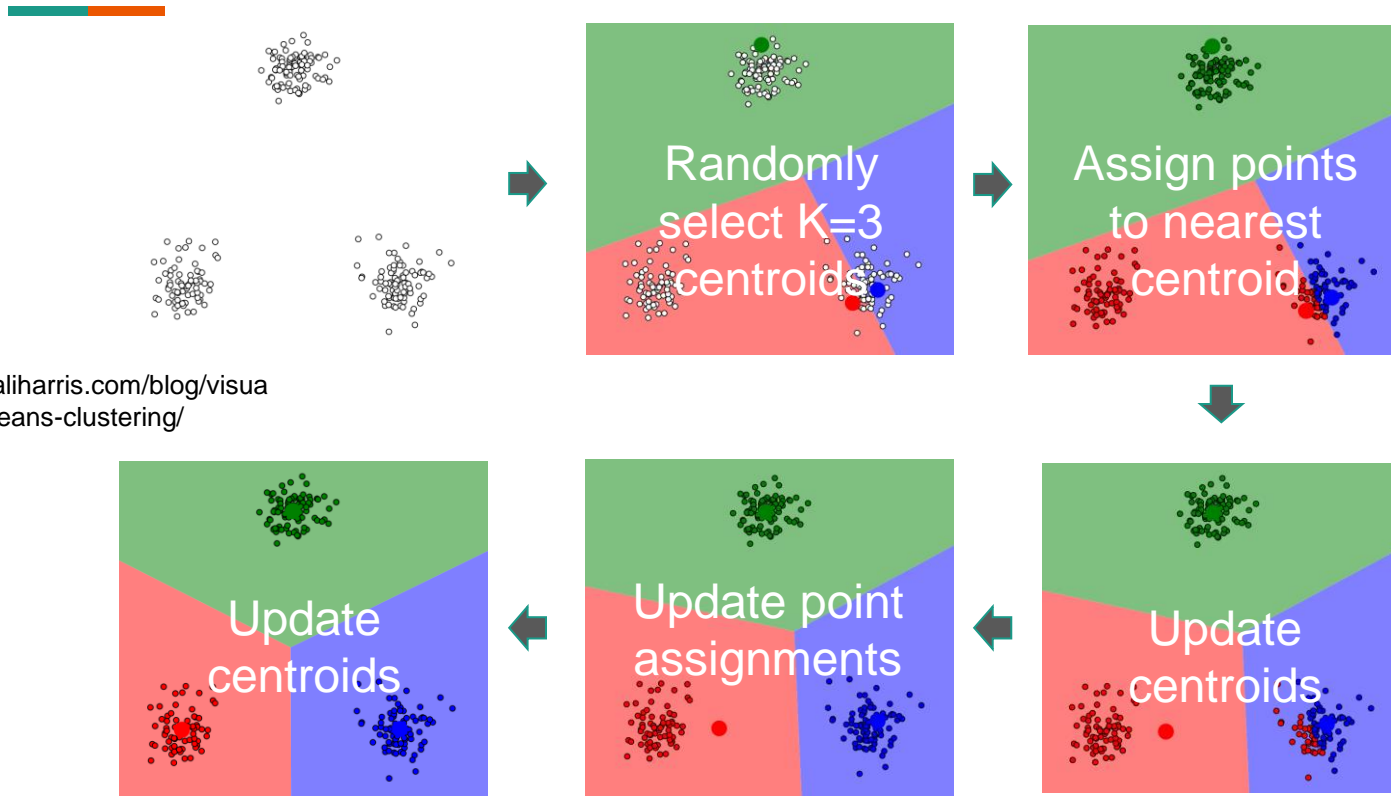 Randomly
select K=3
centroids
Assign points
to nearest
centroid
aliharris.com/blog/visua
eans-clustering/
Update
centroids
Update point
assignments
Update
centroids